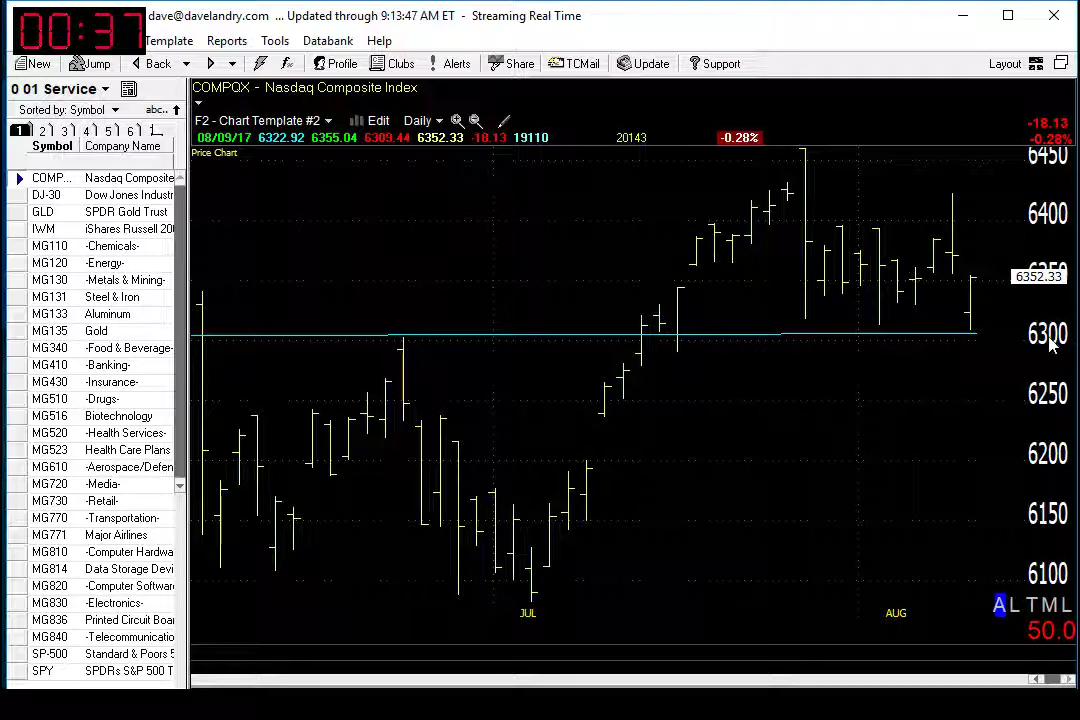 00:37
dave@davelandry.com ... Updated through 9:13:47 AM ET - Streaming Real Time
Template Reports Tools Databank Help
New Jump Back Profile Clubs Alerts Share TCMail Update Support Layout
0 01 Service
Sorted by: Symbol abc..
1 2 3 4 5 6
Symbol Company Name
COMP... Nasdaq Composite
DJ-30 Dow Jones Industr
GLD SPDR Gold Trust
IWM iShares Russell 200
MG110 -Chemicals-
MG120 -Energy-
MG130 -Metals & Mining-
MG131 Steel & Iron
MG133 Aluminum
MG135 Gold
MG340 -Food & Beverage-
MG410 -Banking-
MG430 -Insurance-
MG510 -Drugs-
MG516 Biotechnology
MG520 -Health Services-
MG523 Health Care Plans
MG610 -Aerospace/Defen
MG720 -Media-
MG730 -Retail-
MG770 -Transportation-
MG771 Major Airlines
MG810 -Computer Hardwa
MG814 Data Storage Devi
MG820 -Computer Softwar
MG830 -Electronics-
MG836 Printed Circuit Boar
MG840 -Telecommunicatio
SP-500 Standard & Poors 5
SPY SPDRs S&P 500 T
COMPQX - Nasdaq Composite Index
F2 - Chart Template #2 Edit Daily
08/09/17 6322.92 6355.04 6309.44 6352.33 -18.13 19110 20143 -0.28%
-18.13
-0.28%
Price Chart
6450
6400
6350
6352.33
6300
6250
6200
6150
6100
JUL AUG
A L T M L
50.0